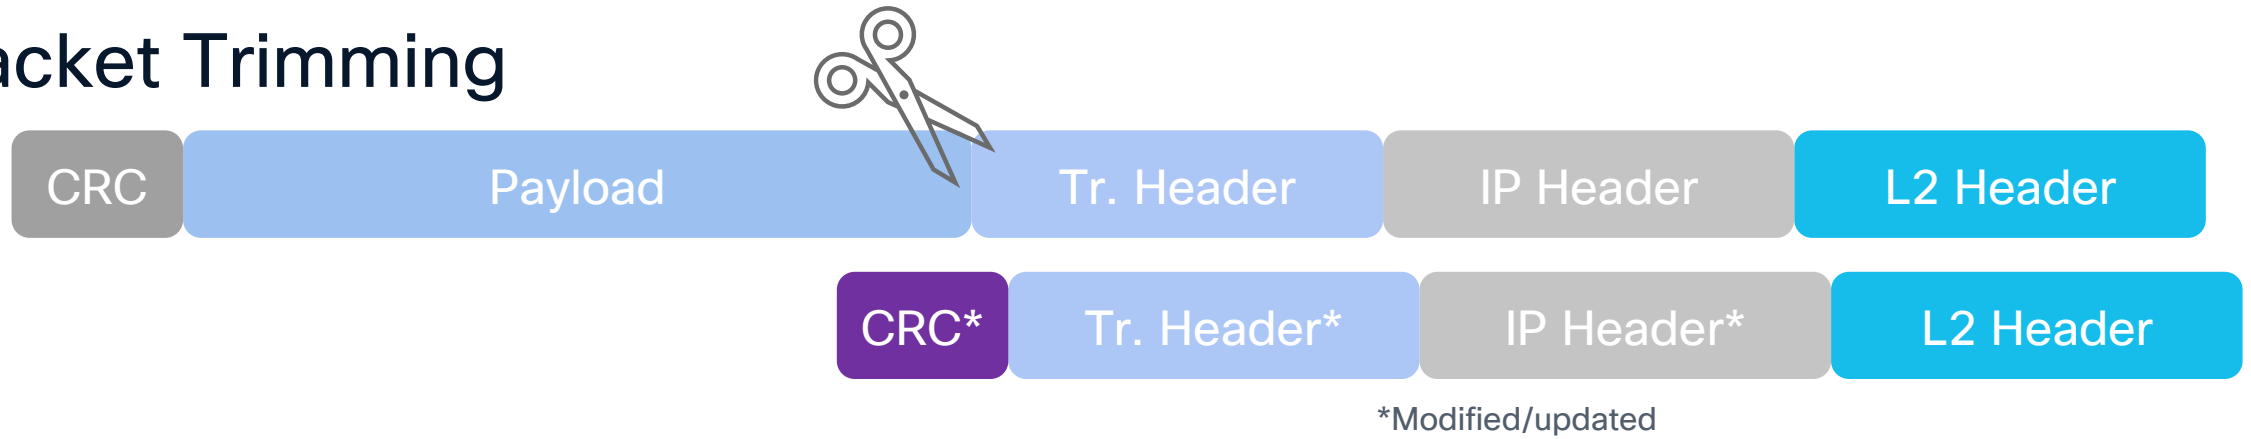 acket Trimming
CRC Payload Tr. Header IP Header L2 Header
CRC* Tr. Header* IP Header* L2 Header
*Modified/updated